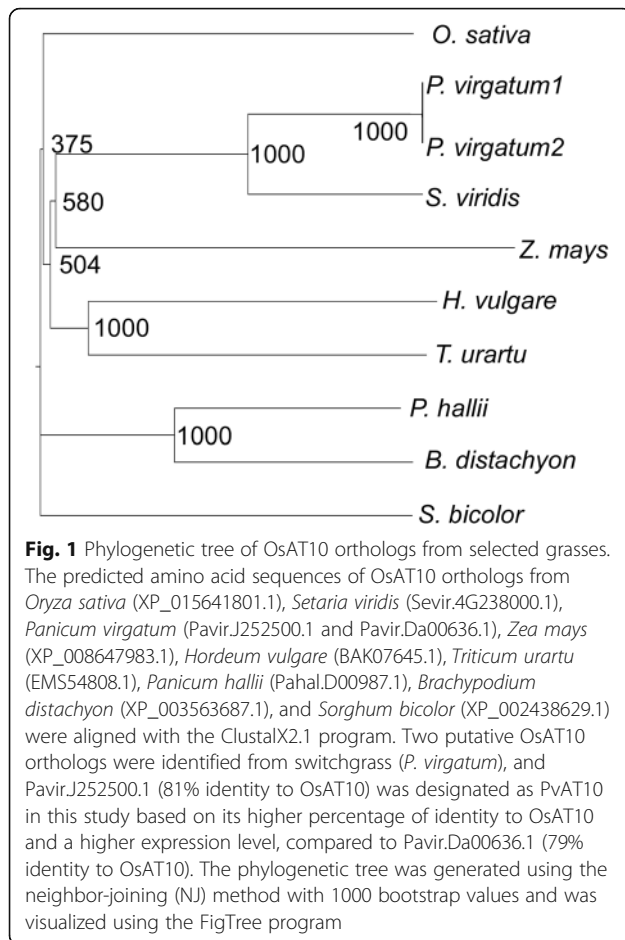 O. sativa
P. virgatum1
375
1000
1000
P. virgatum2
580
S. viridis
504
Z. mays
H. vulgare
1000
T. urartu
P. hallii
1000
B. distachyon
S. bicolor
Fig. 1 Phylogenetic tree of OsAT10 orthologs from selected grasses.
The predicted amino acid sequences of OsAT10 orthologs from
Oryza sativa (XP_015641801.1), Setaria viridis (Sevir.4G238000.1),
Panicum virgatum (Pavir.J252500.1 and Pavir.Da00636.1), Zea mays
(XP_008647983.1), Hordeum vulgare (BAK07645.1), Triticum urartu
(EMS54808.1), Panicum hallii (Pahal.D00987.1), Brachypodium
distachyon (XP_003563687.1), and Sorghum bicolor (XP_002438629.1)
were aligned with the ClustalX2.1 program. Two putative OsAT10
orthologs were identified from switchgrass (P. virgatum), and
Pavir.J252500.1 (81% identity to OsAT10) was designated as PvAT10
in this study based on its higher percentage of identity to OsAT10
and a higher expression level, compared to Pavir.Da00636.1 (79%
identity to OsAT10). The phylogenetic tree was generated using the
neighbor-joining (NJ) method with 1000 bootstrap values and was
visualized using the FigTree program